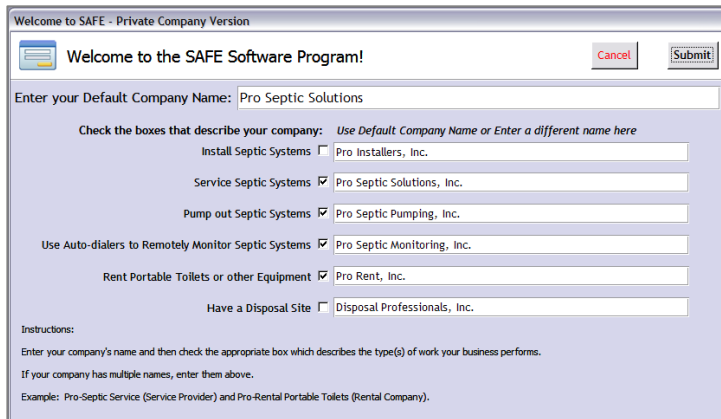 Welcome to SAFE - Private Company Version
Welcome to the SAFE Software Program!
Cancel
Submit
Enter your Default Company Name: Pro Septic Solutions
Check the boxes that describe your company: Use Default Company Name or Enter a different name here
Install Septic Systems Pro Installers, Inc.
Service Septic Systems Pro Septic Solutions, Inc.
Pump out Septic Systems Pro Septic Pumping, Inc.
Use Auto-dialers to Remotely Monitor Septic Systems Pro Septic Monitoring, Inc.
Rent Portable Toilets or other Equipment Pro Rent, Inc.
Have a Disposal Site Disposal Professionals, Inc.
Instructions:
Enter your company's name and then check the appropriate box which describes the type(s) of work your business performs.
If your company has multiple names, enter them above.
Example: Pro-Septic Service (Service Provider) and Pro-Rental Portable Toilets (Rental Company).